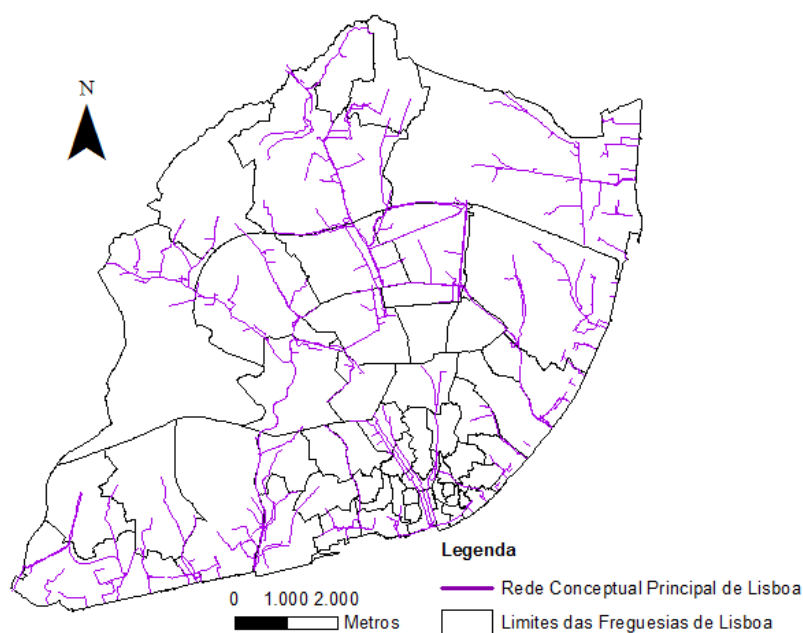 N
Legenda
Rede Conceptual Principal de Lisboa
0 1.000 2.000
Metros
Limites das Freguesias de Lisboa